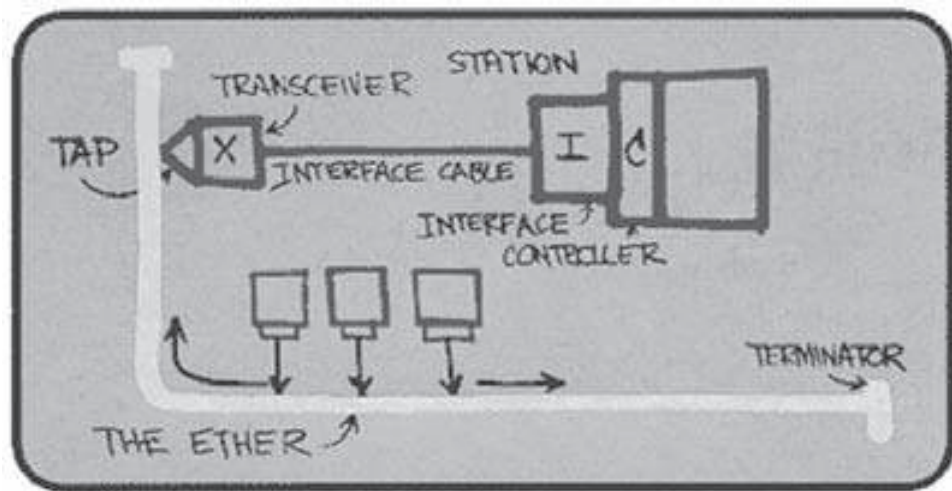 STATION
TRANSCEIVER
TAP
X
I
C
INTERFACE CABLE
INTERFACE
CONTROLLER
TERMINATOR
THE ETHER